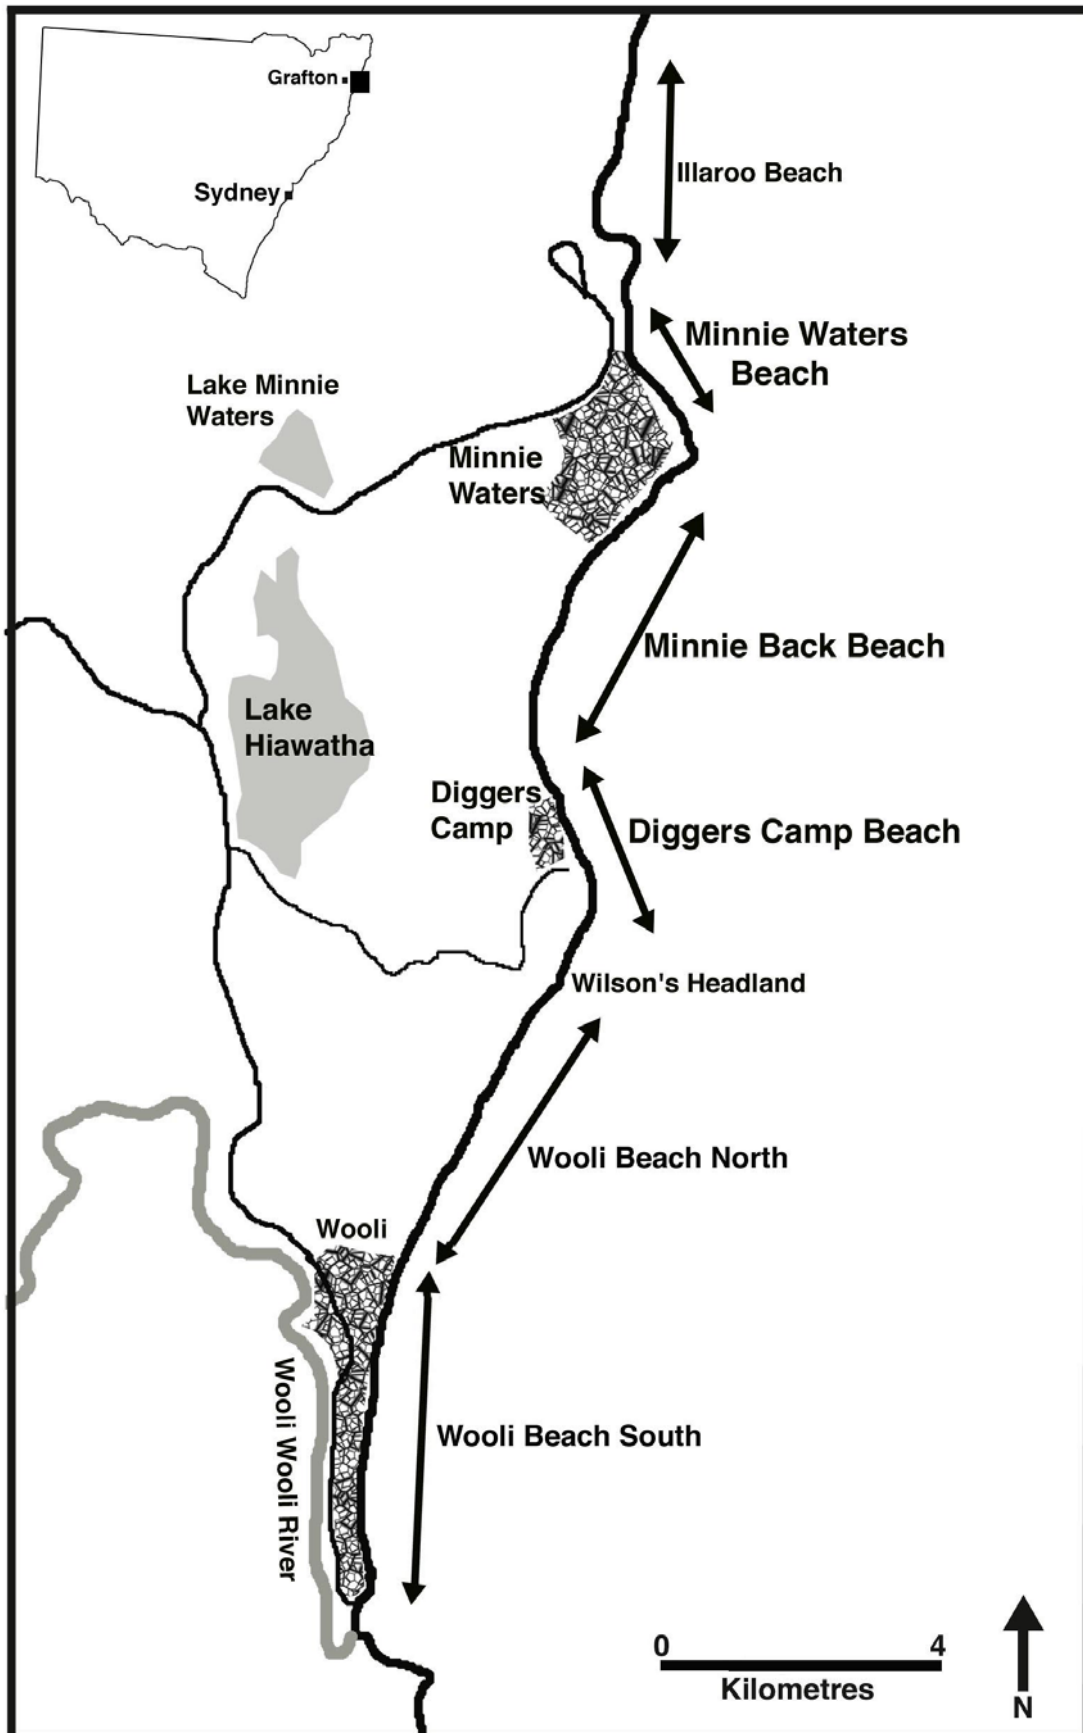 Grafton
Sydney
Illaroo Beach
Minnie Waters
Beach
Lake Minnie
Waters
Minnie
Waters
Minnie Back Beach
Lake
Hiawatha
Diggers
Camp
Diggers Camp Beach
Wilson's Headland
Wooli Beach North
Wooli
Wooli Wooli River
Wooli Beach South
0 4
Kilometres
N